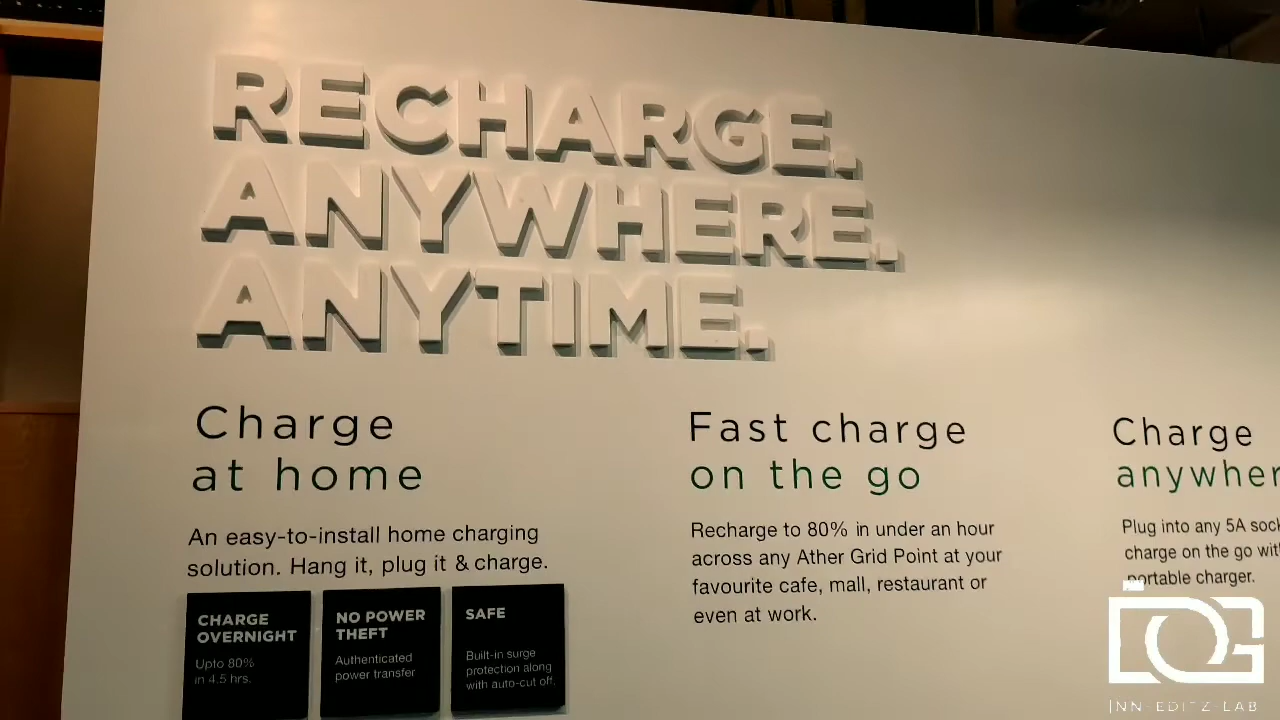 RECHARGE.
ANYWHERE.
ANYTIME.
Charge
at home
An easy-to-install home charging
solution. Hang it, plug it & charge.
CHARGE
OVERNIGHT
Upto 80%
in 4.5 hrs.
NO POWER
THEFT
Authenticated
power transfer
SAFE
Built-in surge
protection along
with auto-cut off.
Fast charge
on the go
Recharge to 80% in under an hour
across any Ather Grid Point at your
favourite cafe, mall, restaurant or
even at work.
Charge
anywher
Plug into any 5A sock
charge on the go wit
portable charger.
INN-EDITZ-LAB